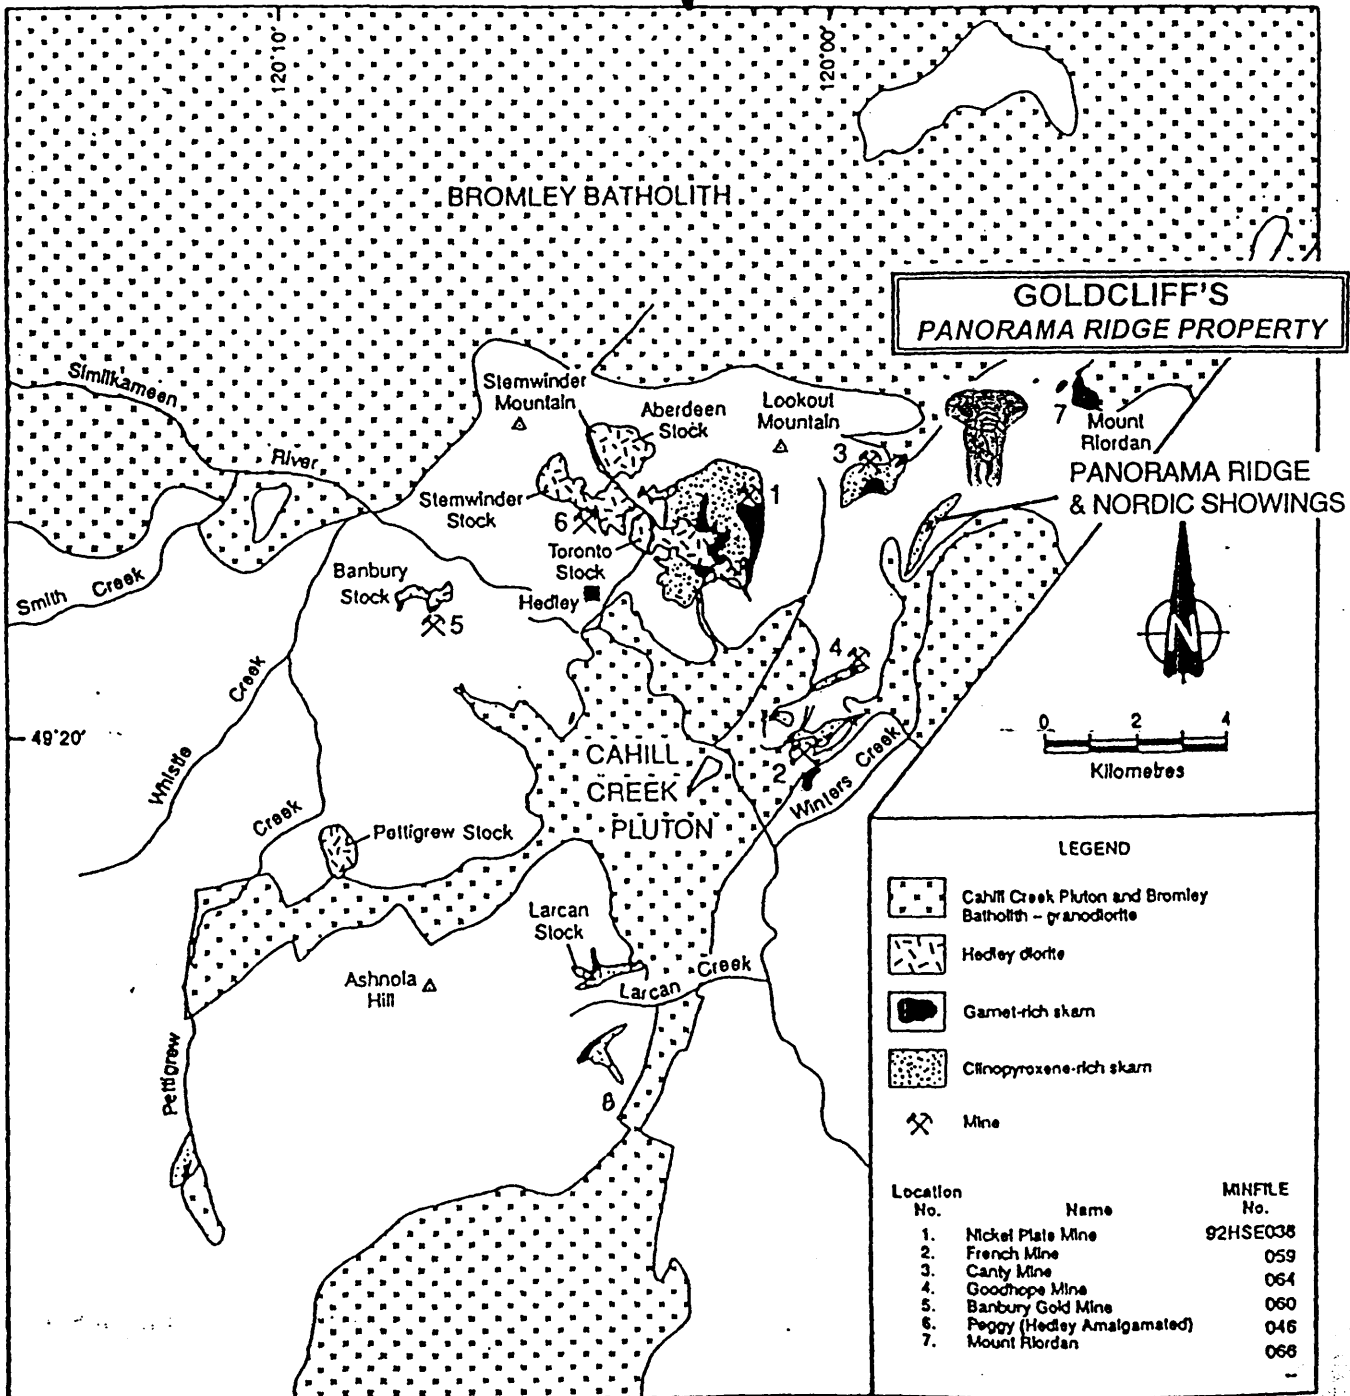 120°10'
120°00'
BROMLEY BATHOLITH
GOLDCLIFF'S
PANORAMA RIDGE PROPERTY
Similkameen
River
Stemwinder
Mountain
Aberdeen
Stock
Lookout
Mountain
7
Mount
Riordan
3
PANORAMA RIDGE
& NORDIC SHOWINGS
Stemwinder
Stock
1
6
Toronto
Stock
Smith Creek
Banbury
Stock
Hedley
5
N
4
Whistle
Creek
49°20'
CAHILL
CREEK
PLUTON
2
Winters Creek
0 2 4
Kilometres
Creek
Pettigrew Stock
Larcan
Stock
Ashnola
Hill
Larcan Creek
Pettigrew
8
LEGEND
Cahill Creek Pluton and Bromley
Batholith – granodiorite
Hedley diorite
Garnet-rich skarn
Clinopyroxene-rich skarn
Mine
Location MINFILE
No. Name No.
1. Nickel Plate Mine 92HSE038
2. French Mine 059
3. Canty Mine 064
4. Goodhope Mine 060
5. Banbury Gold Mine 046
6. Peggy (Hedley Amalgamated) 066
7. Mount Riordan –